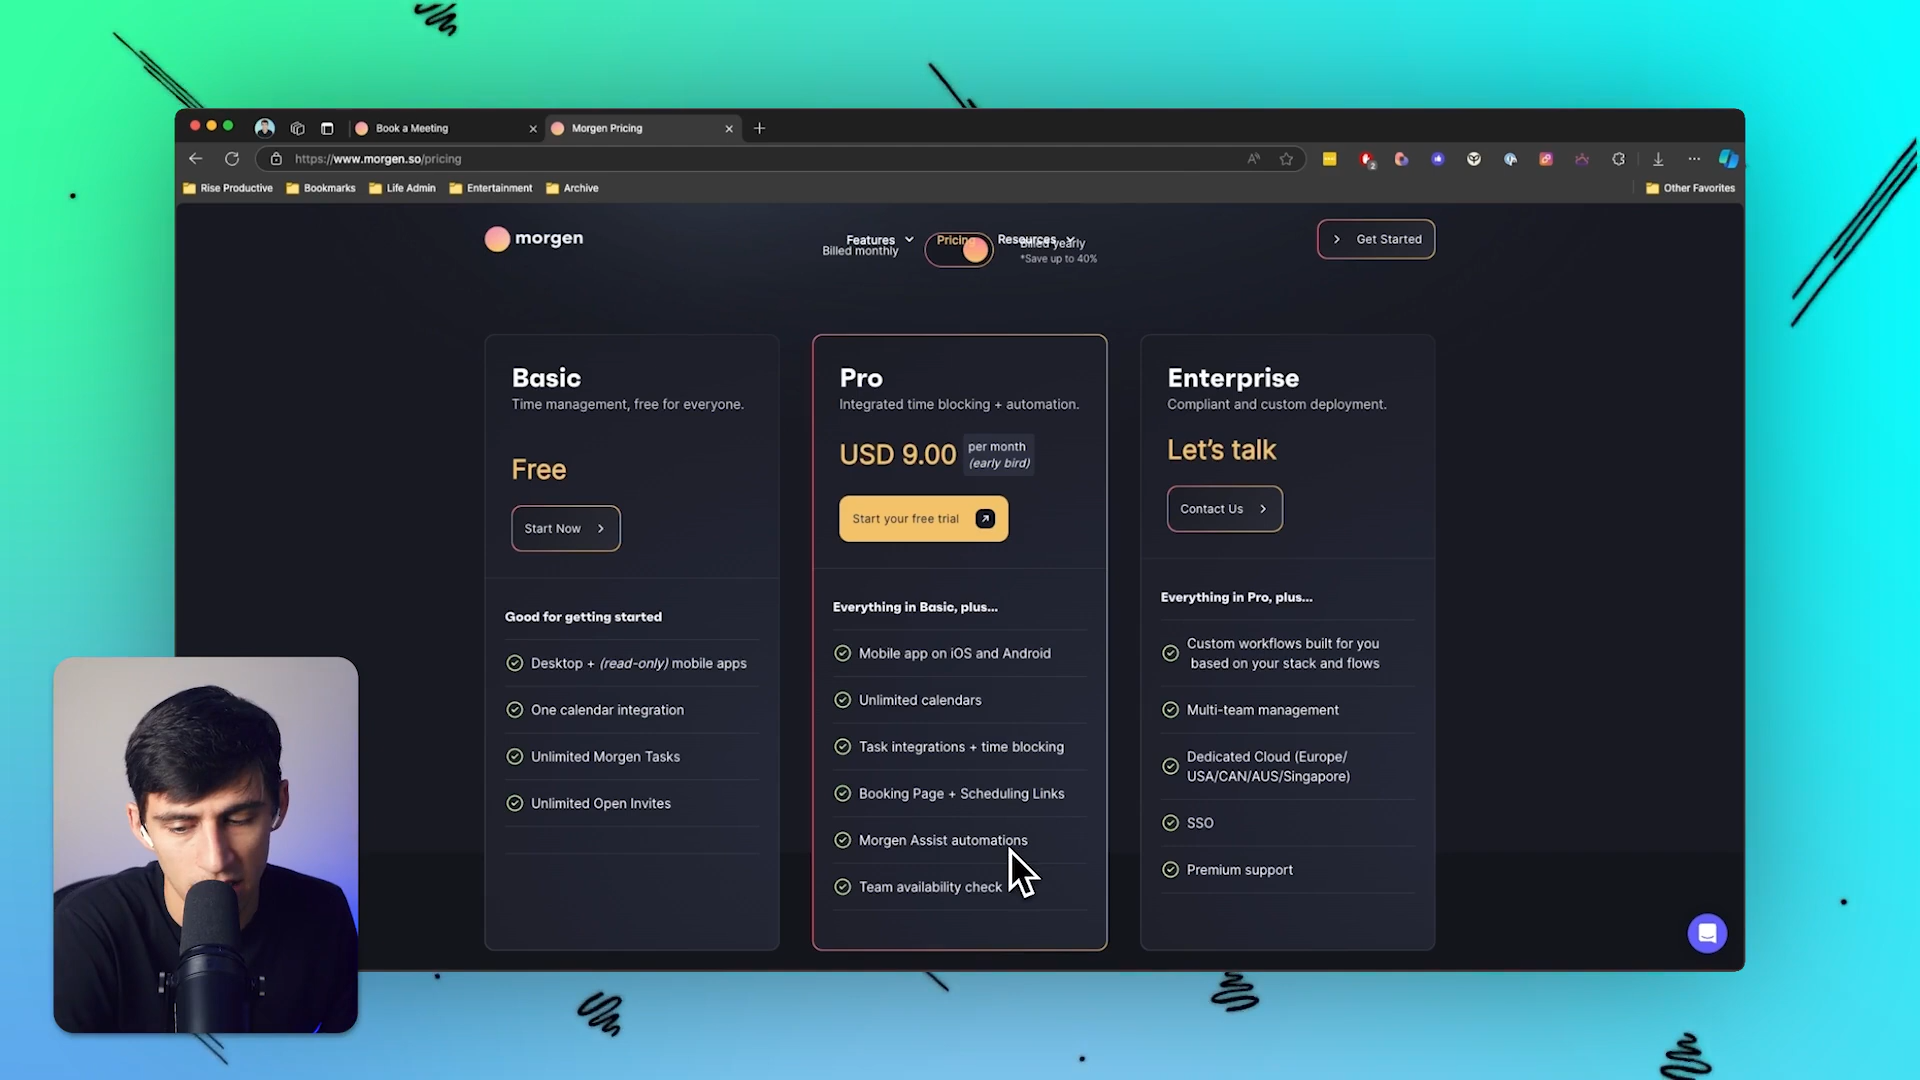 Book a Meeting
Morgen Pricing
https://www.morgen.so/pricing
Rise Productive
Bookmarks
Life Admin
Entertainment
Archive
Other Favorites
morgen
Features
Pricing
Resources
Get Started
Billed monthly
Billed yearly
*Save up to 40%
Basic
Time management, free for everyone.
Free
Start Now
Good for getting started
Desktop + (read-only) mobile apps
One calendar integration
Unlimited Morgen Tasks
Unlimited Open Invites
Pro
Integrated time blocking + automation.
USD 9.00
per month
(early bird)
Start your free trial
Everything in Basic, plus...
Mobile app on iOS and Android
Unlimited calendars
Task integrations + time blocking
Booking Page + Scheduling Links
Morgen Assist automations
Team availability check
Enterprise
Compliant and custom deployment.
Let's talk
Contact Us
Everything in Pro, plus...
Custom workflows built for you
based on your stack and flows
Multi-team management
Dedicated Cloud (Europe/
USA/CAN/AUS/Singapore)
SSO
Premium support